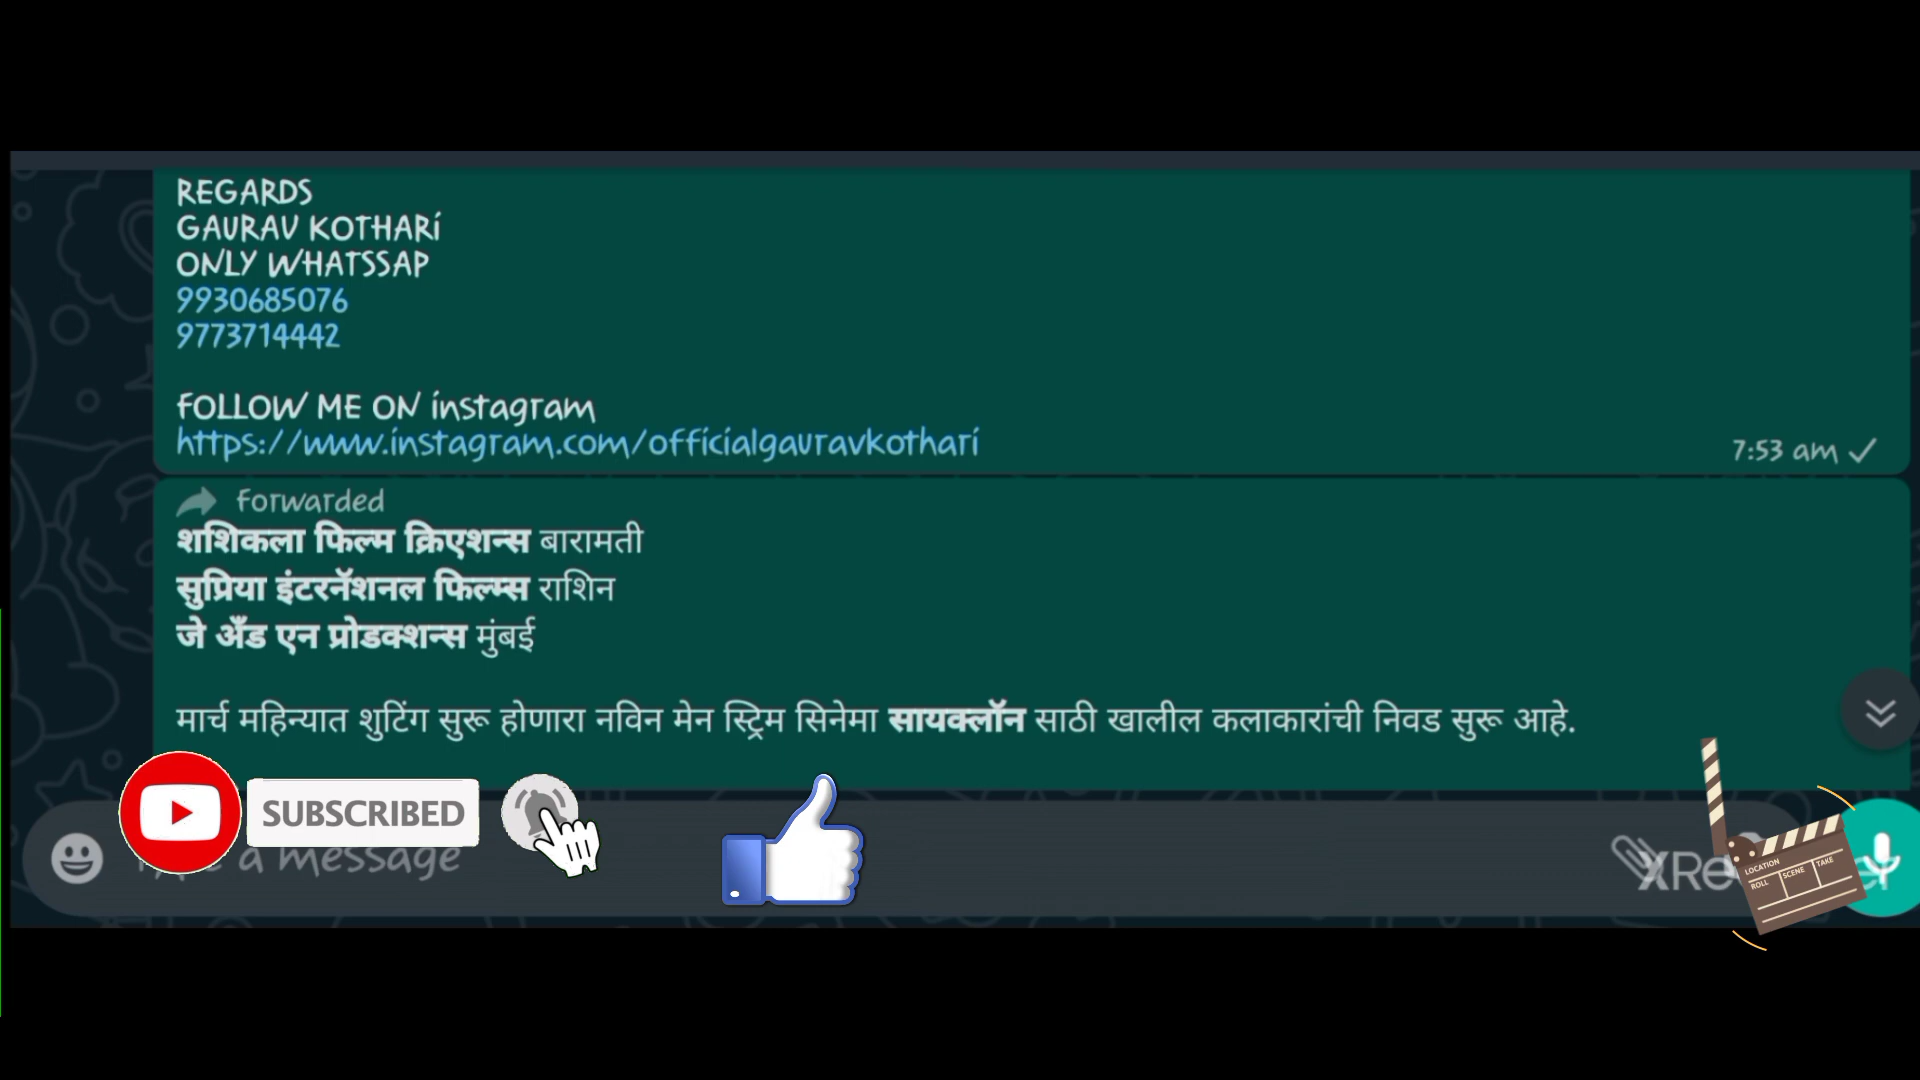 REGARDS
GAURAV KOTHARI
ONLY WHATSSAP
9930685076
9773714442
FOLLOW ME ON instagram
https://www.instagram.com/officialgauravkothari
7:53 am
Forwarded
शशिकला फिल्म क्रिएशन्स बारामती
सुप्रिया इंटरनॅशनल फिल्म्स राशिन
जे अँड एन प्रोडक्शन्स मुंबई
मार्च महिन्यात शुटिंग सुरू होणारा नविन मेन स्ट्रिम सिनेमा सायक्लॉन साठी खालील कलाकारांची निवड सुरू आहे.
SUBSCRIBED
a message
LOCATION
ROLL SCENE TAKE